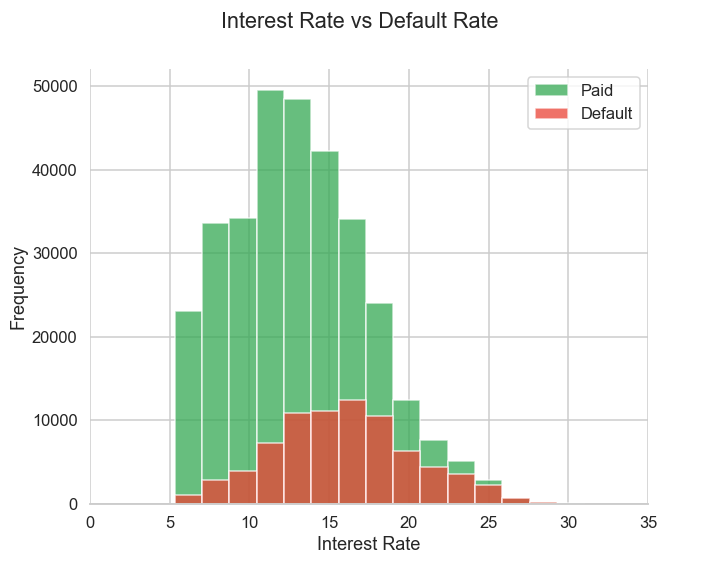 Interest Rate vs Default Rate
Paid
Default
50000
40000
30000
20000
10000
0
Frequency
0 5 10 15 20 25 30 35
Interest Rate